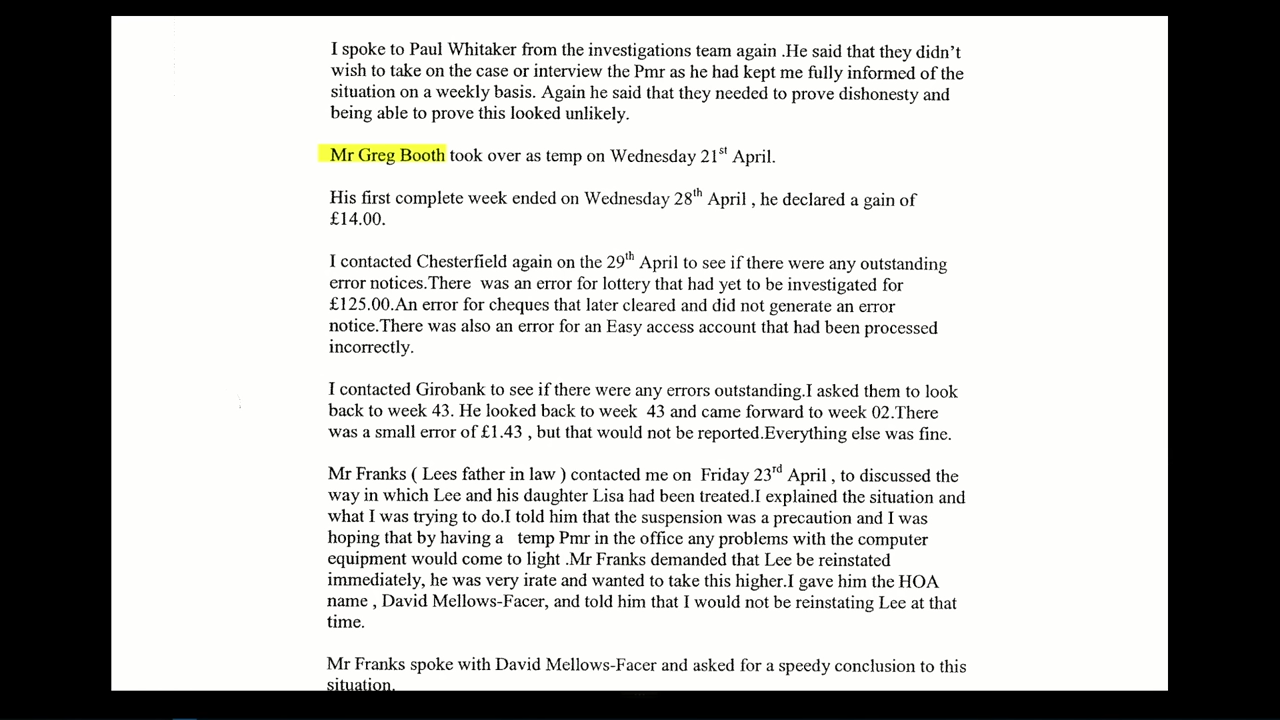 I spoke to Paul Whitaker from the investigations team again .He said that they didn’t
wish to take on the case or interview the Pmr as he had kept me fully informed of the
situation on a weekly basis. Again he said that they needed to prove dishonesty and
being able to prove this looked unlikely.
Mr Greg Booth took over as temp on Wednesday 21st April.
His first complete week ended on Wednesday 28th April , he declared a gain of
£14.00.
I contacted Chesterfield again on the 29th April to see if there were any outstanding
error notices.There  was an error for lottery that had yet to be investigated for
£125.00.An error for cheques that later cleared and did not generate an error
notice.There was also an error for an Easy access account that had been processed
incorrectly.
I contacted Girobank to see if there were any errors outstanding.I asked them to look
back to week 43. He looked back to week  43 and came forward to week 02.There
was a small error of £1.43 , but that would not be reported.Everything else was fine.
Mr Franks ( Lees father in law ) contacted me on  Friday 23rd April , to discussed the
way in which Lee and his daughter Lisa had been treated.I explained the situation and
what I was trying to do.I told him that the suspension was a precaution and I was
hoping that by having a   temp Pmr in the office any problems with the computer
equipment would come to light .Mr Franks demanded that Lee be reinstated
immediately, he was very irate and wanted to take this higher.I gave him the HOA
name , David Mellows-Facer, and told him that I would not be reinstating Lee at that
time.
Mr Franks spoke with David Mellows-Facer and asked for a speedy conclusion to this
situation.